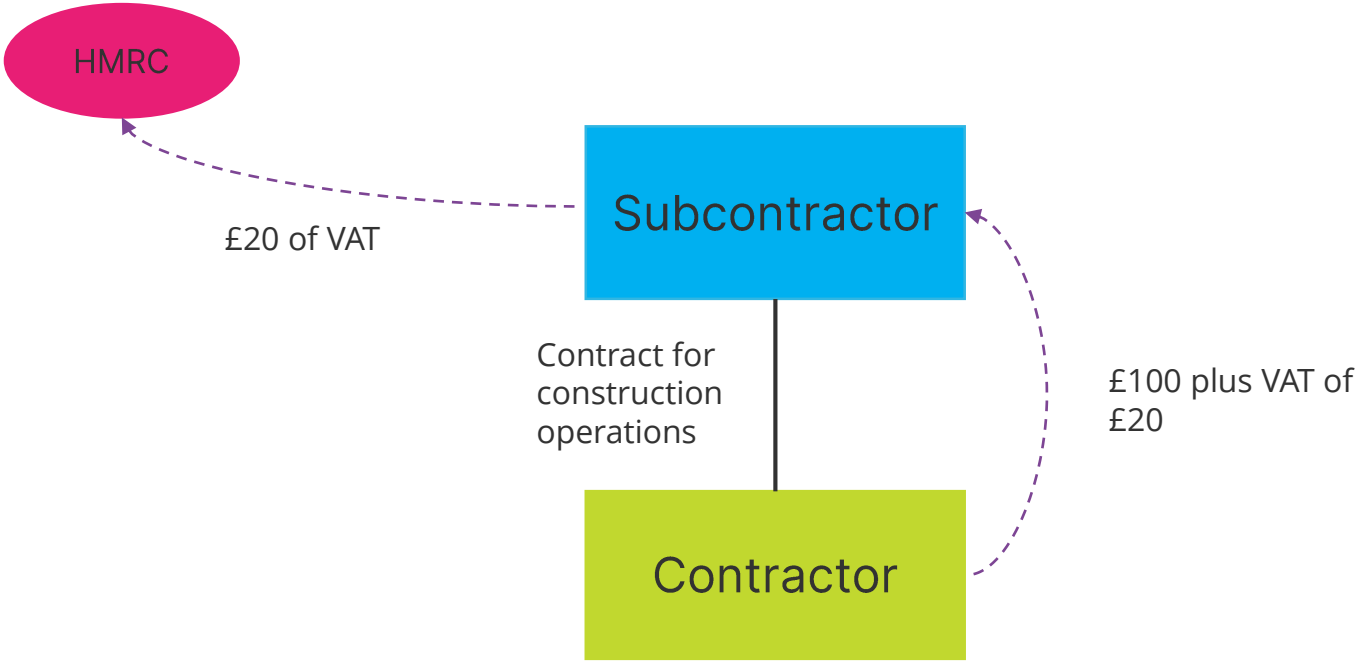 HMRC
Subcontractor
£20 of VAT
Contract for
construction
operations
£100 plus VAT of
£20
Contractor